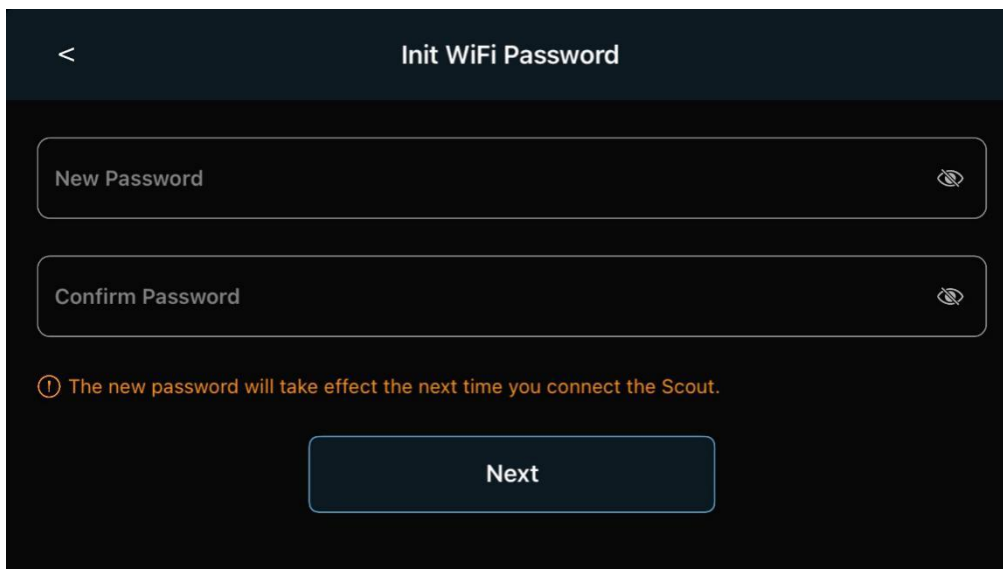 < Init WiFi Password
New Password
Confirm Password
The new password will take effect the next time you connect the Scout.
Next